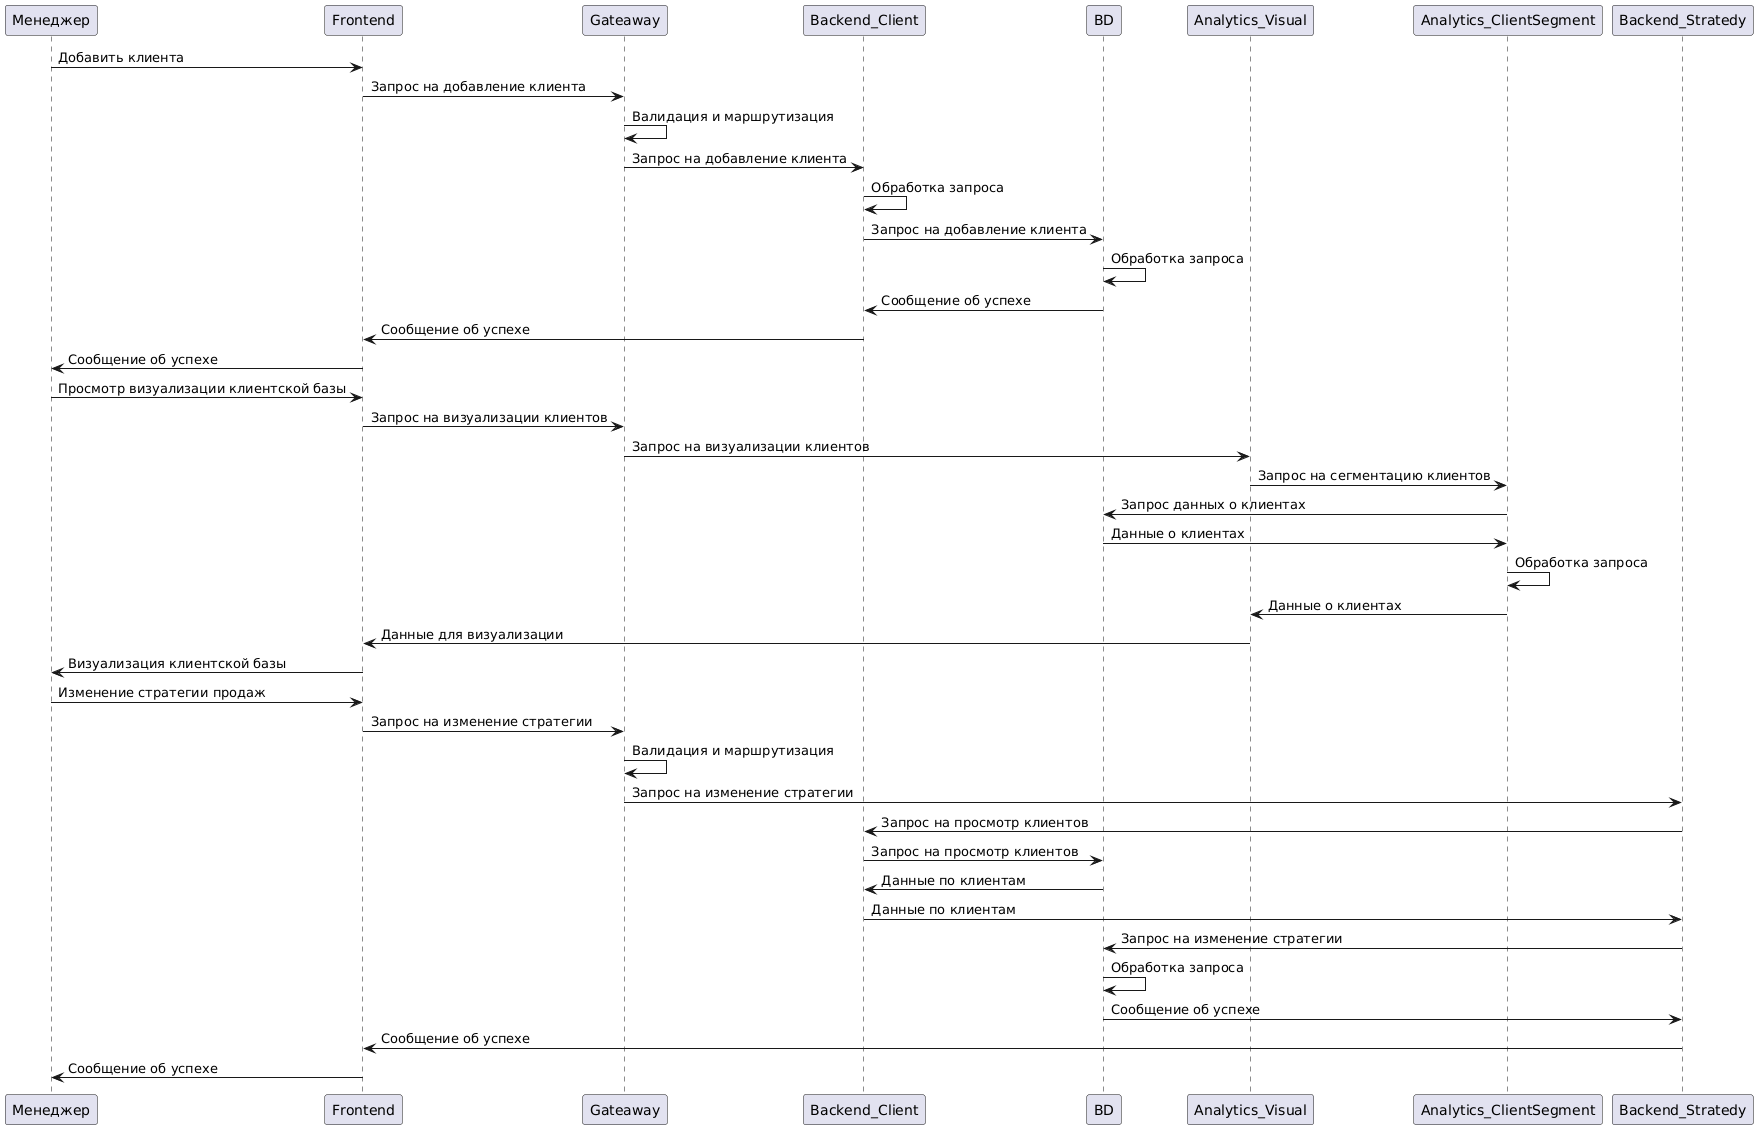 Менеджер
Frontend
Gateaway
Backend_Client
BD
Analytics_Visual
Analytics_ClientSegment
Backend_Stratedy
Добавить клиента
Запрос на добавление клиента
Валидация и маршрутизация
Запрос на добавление клиента
Обработка запроса
Запрос на добавление клиента
Обработка запроса
Сообщение об успехе
Сообщение об успехе
Сообщение об успехе
Просмотр визуализации клиентской базы
Запрос на визуализации клиентов
Запрос на визуализации клиентов
Запрос на сегментацию клиентов
Запрос данных о клиентах
Данные о клиентах
Обработка запроса
Данные о клиентах
Данные для визуализации
Визуализация клиентской базы
Изменение стратегии продаж
Запрос на изменение стратегии
Валидация и маршрутизация
Запрос на изменение стратегии
Запрос на просмотр клиентов
Запрос на просмотр клиентов
Данные по клиентам
Данные по клиентам
Запрос на изменение стратегии
Обработка запроса
Сообщение об успехе
Сообщение об успехе
Сообщение об успехе
Менеджер
Frontend
Gateaway
Backend_Client
BD
Analytics_Visual
Analytics_ClientSegment
Backend_Stratedy